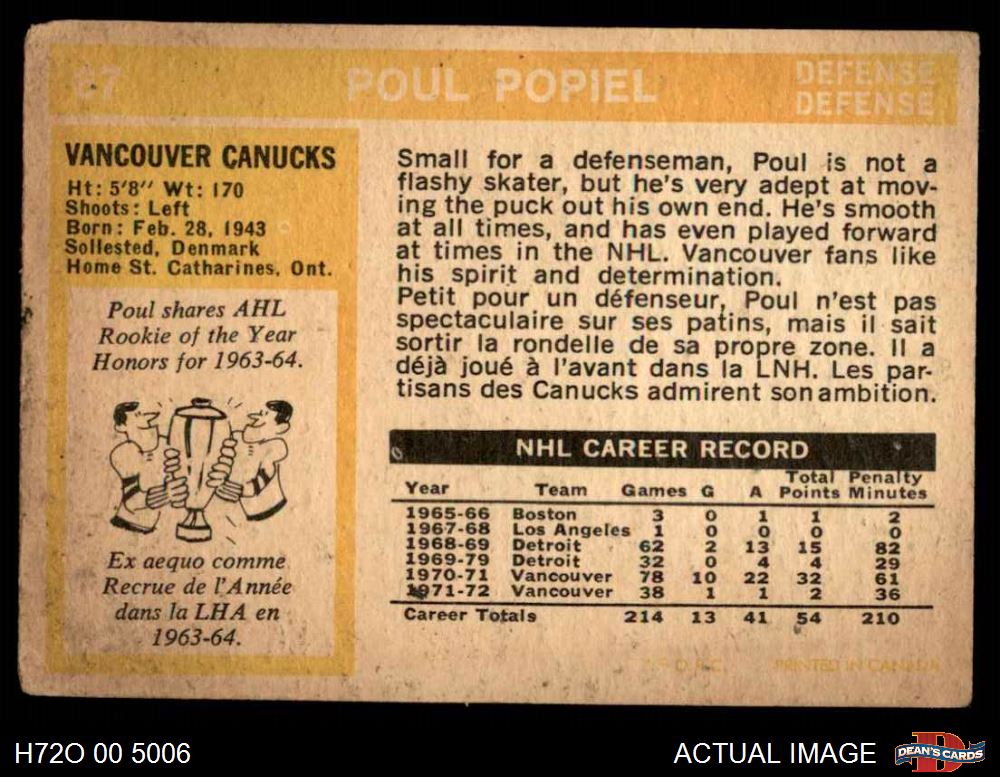 67 POUL POPIEL DEFENSE
DEFENSE
VANCOUVER CANUCKS
Ht: 5'8" Wt: 170
Shoots: Left
Born: Feb. 28, 1943
Sollested, Denmark
Home St. Catharines, Ont.
Poul shares AHL
Rookie of the Year
Honors for 1963-64.
Ex aequo comme
Recrue de l'Année
dans la LHA en
1963-64.
Small for a defenseman, Poul is not a
flashy skater, but he's very adept at mov-
ing the puck out his own end. He's smooth
at all times, and has even played forward
at times in the NHL. Vancouver fans like
his spirit and determination.
Petit pour un défenseur, Poul n'est pas
spectaculaire sur ses patins, mais il sait
sortir la rondelle de sa propre zone. Il a
déjà joué à l'avant dans la LNH. Les par-
tisans des Canucks admirent son ambition.
NHL CAREER RECORD
Year Team Games G A Total Points Penalty Minutes
1965-66 Boston 3 0 1 1 2
1967-68 Los Angeles 1 0 0 0 0
1968-69 Detroit 62 2 13 15 82
1969-79 Detroit 32 0 4 4 29
1970-71 Vancouver 78 10 22 32 61
1971-72 Vancouver 38 1 1 2 36
Career Totals 214 13 41 54 210
O.P.C. PRINTED IN CANADA
H72O 00 5006
ACTUAL IMAGE
DEAN'S CARDS